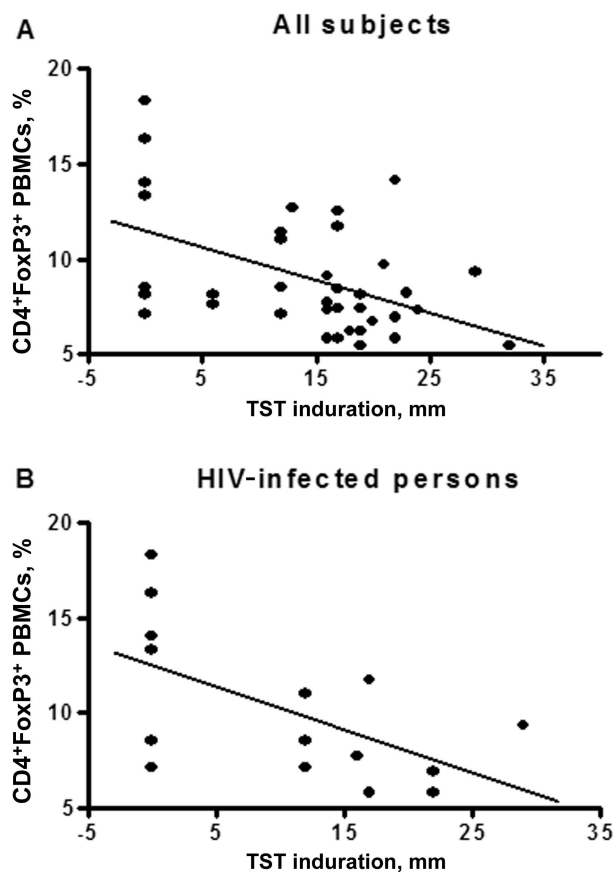 A
All subjects
CD4⁺FoxP3⁺ PBMCs, %
20
15
10
5
-5
5
15
25
35
TST induration, mm
B
HIV-infected persons
CD4⁺FoxP3⁺ PBMCs, %
20
15
10
5
-5
5
15
25
35
TST induration, mm